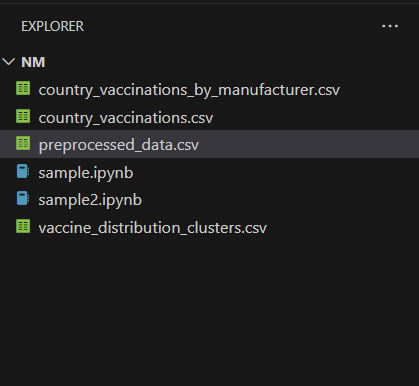 EXPLORER
NM
country_vaccinations_by_manufacturer.csv
country_vaccinations.csv
preprocessed_data.csv
sample.ipynb
sample2.ipynb
vaccine_distribution_clusters.csv